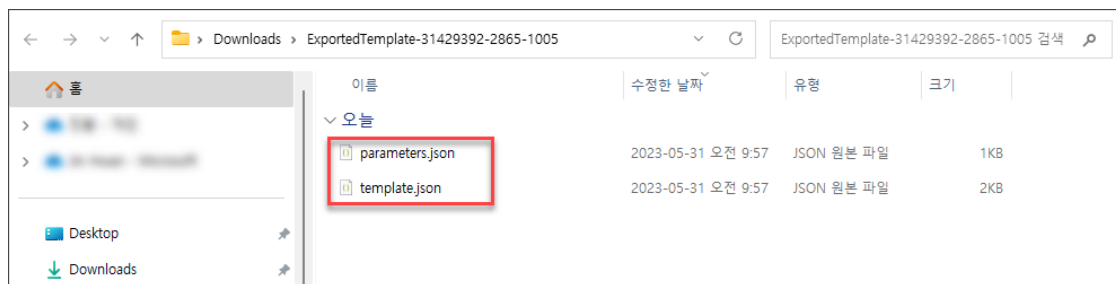 Downloads > ExportedTemplate-31429392-2865-1005
ExportedTemplate-31429392-2865-1005 검색
이름 수정한 날짜 유형 크기
홈
오늘
parameters.json 2023-05-31 오전 9:57 JSON 원본 파일 1KB
template.json 2023-05-31 오전 9:57 JSON 원본 파일 2KB
Desktop
Downloads